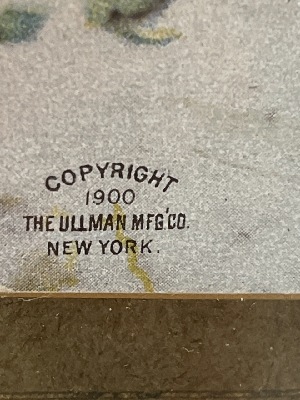 COPYRIGHT
1900
THE ULLMAN MFG. CO.
NEW YORK.